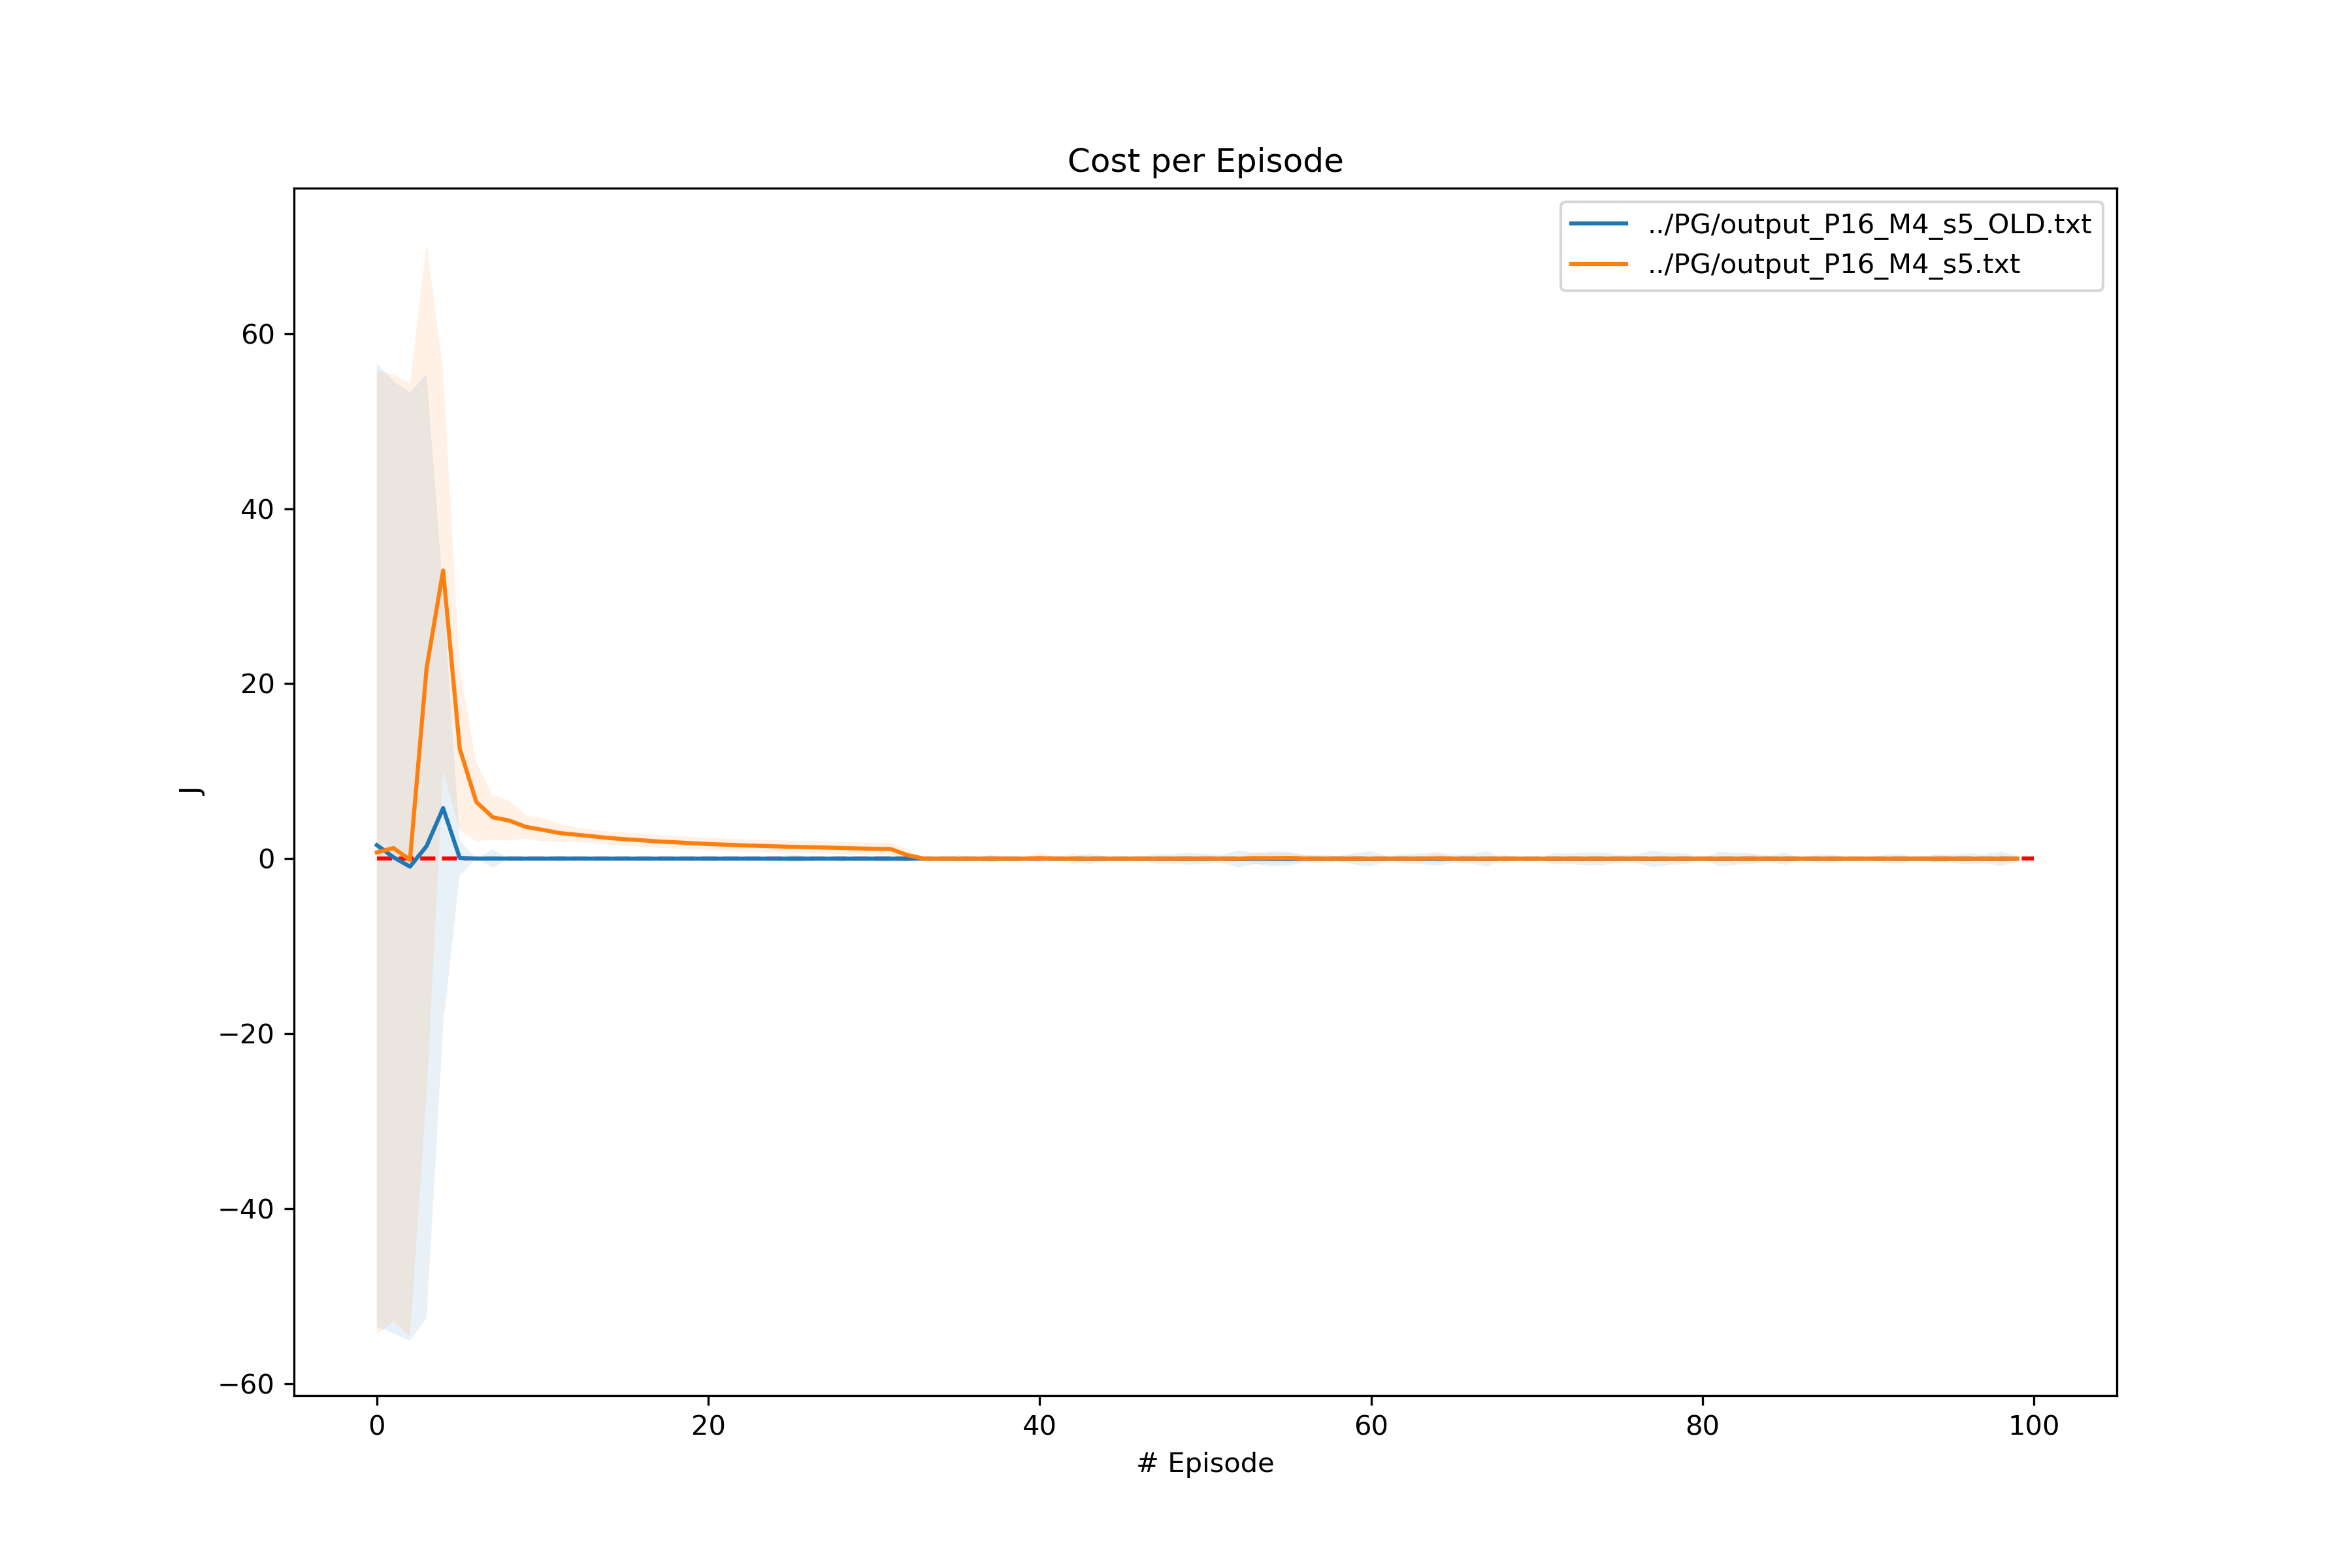 Cost per Episode
../PG/output_P16_M4_s5_OLD.txt
../PG/output_P16_M4_s5.txt
60
40
20
0
−20
−40
−60
J
0 20 40 60 80 100
# Episode